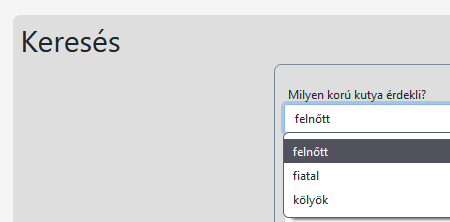 Keresés
Milyen korú kutya érdekli?
felnőtt
felnőtt
fiatal
kölyök